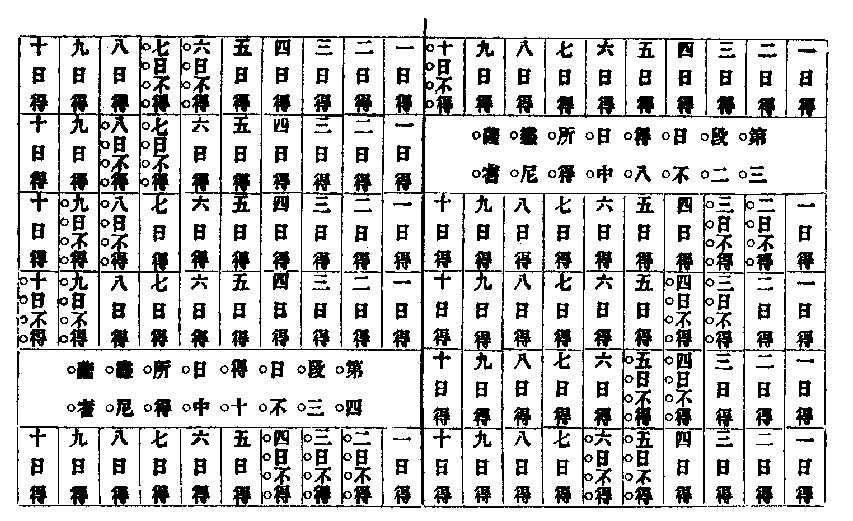 一日得 二日得 三日得 四日得 五日得 六日得 七日得 八日得 九日得 十日不得
第三段二日不得八日中所得盡尼薩耆
一日得 二日不得 三日不得 四日得 五日得 六日得 七日得 八日得 九日得 十日得
一日得 二日得 三日不得 四日不得 五日得 六日得 七日得 八日得 九日得 十日得
一日得 二日得 三日得 四日不得 五日不得 六日得 七日得 八日得 九日得 十日得
一日得 二日得 三日得 四日得 五日不得 六日不得 七日得 八日得 九日得 十日得
一日得 二日得 三日得 四日得 五日得 六日不得 七日不得 八日得 九日得 十日得
一日得 二日得 三日得 四日得 五日得 六日得 七日不得 八日不得 九日得 十日得
一日得 二日得 三日得 四日得 五日得 六日得 七日得 八日不得 九日不得 十日得
一日得 二日得 三日得 四日得 五日得 六日得 七日得 八日得 九日不得 十日不得
第四段三日不得十日中所得盡尼薩耆
一日得 二日不得 三日不得 四日不得 五日得 六日得 七日得 八日得 九日得 十日得